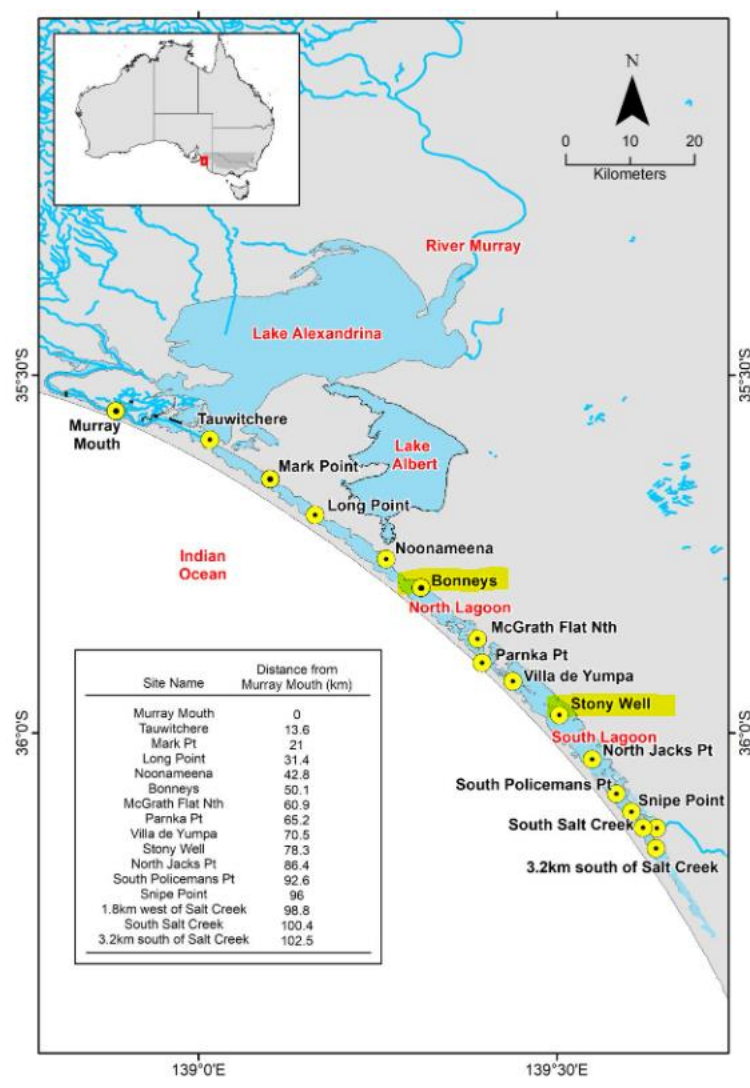 N
0 10 20
Kilometers
River Murray
Lake Alexandrina
35°30'S
35°30'S
Murray
Mouth
Tauwitchere
Lake
Albert
Mark Point
Long Point
Indian
Ocean
Noonameena
Bonneys
North Lagoon
McGrath Flat Nth
Parnka Pt
Villa de Yumpa
Stony Well
South Lagoon
36°0'S
36°0'S
North Jacks Pt
South Policemans Pt
Snipe Point
South Salt Creek
3.2km south of Salt Creek
Site Name Distance from
Murray Mouth (km)
Murray Mouth 0
Tauwitchere 13.6
Mark Pt 21
Long Point 31.4
Noonameena 42.8
Bonneys 50.1
McGrath Flat Nth 60.9
Parnka Pt 65.2
Villa de Yumpa 70.5
Stony Well 78.3
North Jacks Pt 86.4
South Policemans Pt 92.6
Snipe Point 96
1.8km west of Salt Creek 98.8
South Salt Creek 100.4
3.2km south of Salt Creek 102.5
139°0'E
139°30'E